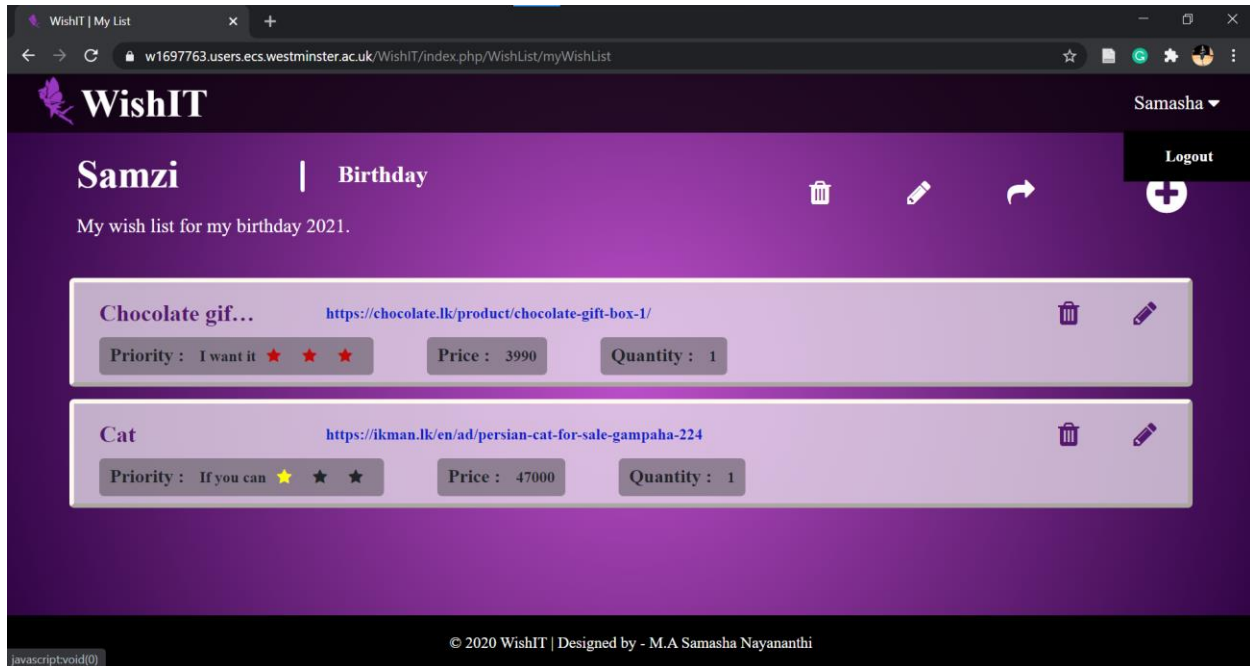 WishIT | My List
w1697763.users.ecs.westminster.ac.uk/WishIT/index.php/WishList/myWishList
WishIT
Samasha
Logout
Samzi | Birthday
My wish list for my birthday 2021.
Chocolate gif... https://chocolate.lk/product/chocolate-gift-box-1/
Priority : I want it Price : 3990 Quantity : 1
Cat https://ikman.lk/en/ad/persian-cat-for-sale-gampaha-224
Priority : If you can Price : 47000 Quantity : 1
© 2020 WishIT | Designed by - M.A Samasha Nayananthi
javascript:void(0)